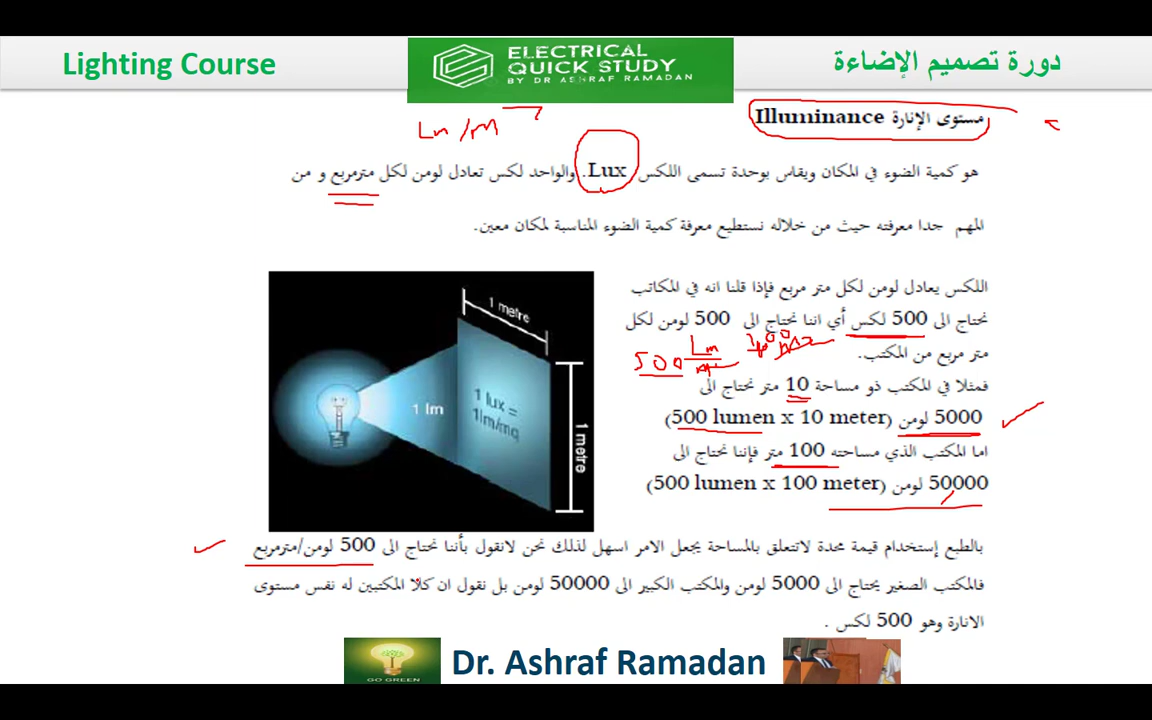 Lighting Course
ELECTRICAL
QUICK STUDY
BY DR ASHRAF RAMADAN
دورة تصميم الإضاءة
مستوى الإنارة Illuminance
Lm/m
هو كمية الضوء في المكان ويقاس بوحدة تسمى اللكس Lux. والواحد لكس تعادل لومن لكل مترمربع و من
المهم جدا معرفته حيث من خلاله نستطيع معرفة كمية الضوء المناسبة لمكان معين.
اللكس يعادل لومن لكل متر مربع فإذا قلنا انه في المكاتب
نحتاج الى 500 لكس أي اننا نحتاج الى 500 لومن لكل
متر مربع من المكتب.
500 Lm
فمثلا في المكتب ذو مساحة 10 متر نحتاج الى
5000 لومن (500 lumen x 10 meter)
اما المكتب الذي مساحته 100 متر فإننا نحتاج الى
50000 لومن (500 lumen x 100 meter)
1 metre
1 lm
1 lux =
1lm/mq
1 metre
بالطبع إستخدام قيمة محدة لاتتعلق بالمساحة يجعل الامر اسهل لذلك نحن لانقول بأننا نحتاج الى 500 لومن/مترمربع
فالمكتب الصغير يحتاج الى 5000 لومن والمكتب الكبير الى 50000 لومن بل نقول ان كلا المكتبين له نفس مستوى
الانارة وهو 500 لكس .
GO GREEN
Dr. Ashraf Ramadan